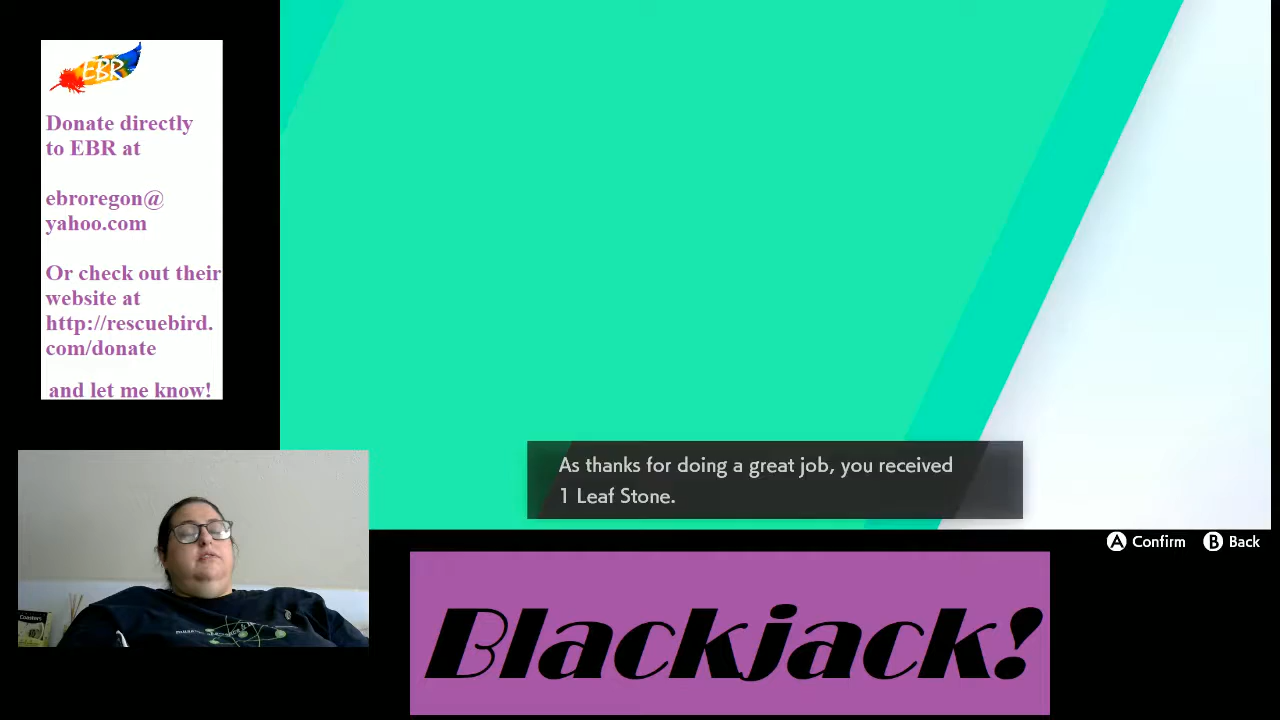 EBR
Donate directly
to EBR at
ebroregon@
yahoo.com
Or check out their
website at
http://rescuebird.
com/donate
and let me know!
As thanks for doing a great job, you received
1 Leaf Stone.
A Confirm B Back
Coasters
Blackjack!